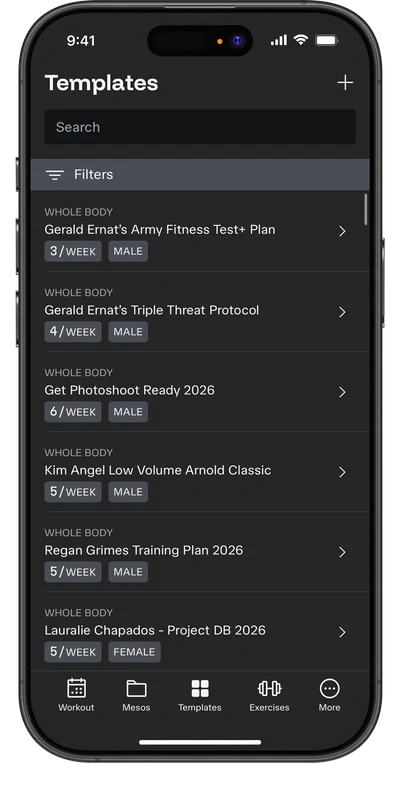 9:41
Templates
Search
Filters
WHOLE BODY
Gerald Ernat's Army Fitness Test+ Plan
3/WEEK MALE
WHOLE BODY
Gerald Ernat's Triple Threat Protocol
4/WEEK MALE
WHOLE BODY
Get Photoshoot Ready 2026
6/WEEK MALE
WHOLE BODY
Kim Angel Low Volume Arnold Classic
5/WEEK MALE
WHOLE BODY
Regan Grimes Training Plan 2026
5/WEEK MALE
WHOLE BODY
Lauralie Chapados - Project DB 2026
5/WEEK FEMALE
Workout Mesos Templates Exercises More